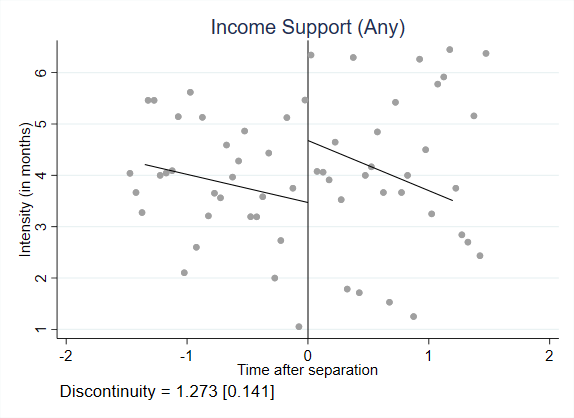 Income Support (Any)
Intensity (in months)
6
5
4
3
2
1
-2 -1 0 1 2
Time after separation
Discontinuity = 1.273 [0.141]